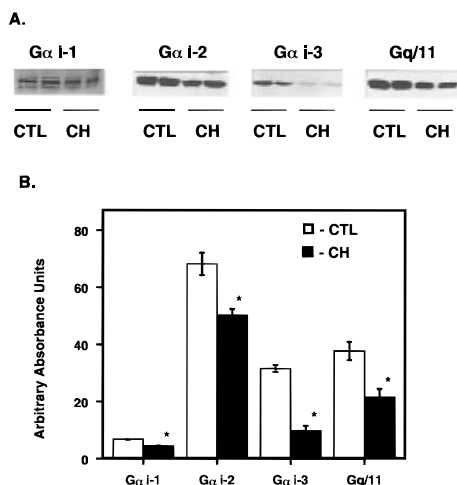 A.
Gα i-1 Gα i-2 Gα i-3 Gq/11
CTL CH CTL CH CTL CH CTL CH
B.
80
60
40
20
0
Arbitrary Absorbance Units
- CTL
- CH
* * * *
Gα i-1 Gα i-2 Gα i-3 Gq/11